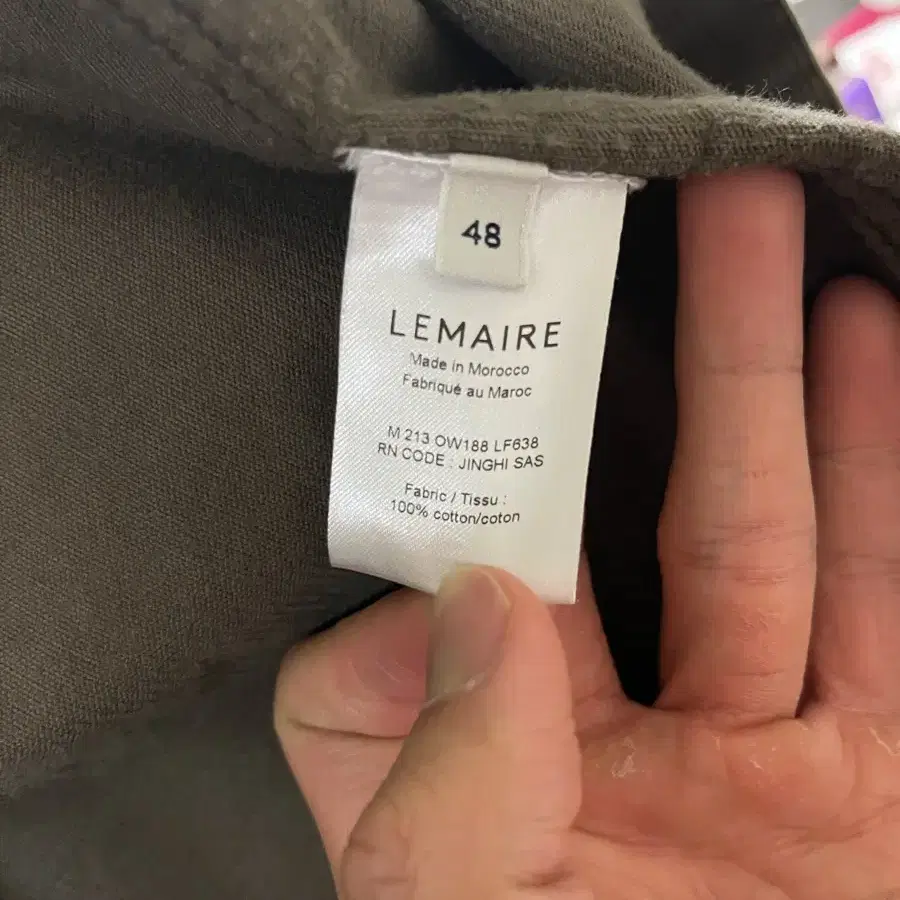 48
LEMAIRE
Made in Morocco
Fabriqué au Maroc
M 213 OW188 LF638
RN CODE : JINGHI SAS
Fabric / Tissu :
100% cotton/coton